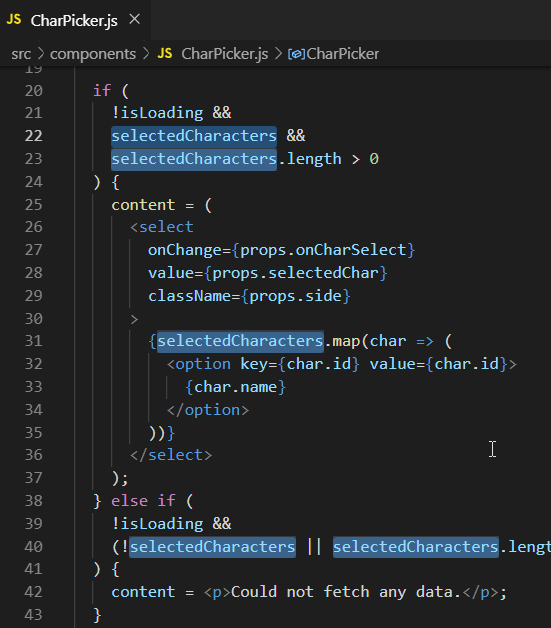 JS CharPicker.js ×
src > components > JS CharPicker.js > CharPicker
19
20 if (
21 !isLoading &&
22 selectedCharacters &&
23 selectedCharacters.length > 0
24 ) {
25 content = (
26 <select
27 onChange={props.onCharSelect}
28 value={props.selectedChar}
29 className={props.side}
30 >
31 {selectedCharacters.map(char => (
32 <option key={char.id} value={char.id}>
33 {char.name}
34 </option>
35 ))}
36 </select>
37 );
38 } else if (
39 !isLoading &&
40 (!selectedCharacters || selectedCharacters.lengt
41 ) {
42 content = <p>Could not fetch any data.</p>;
43 }